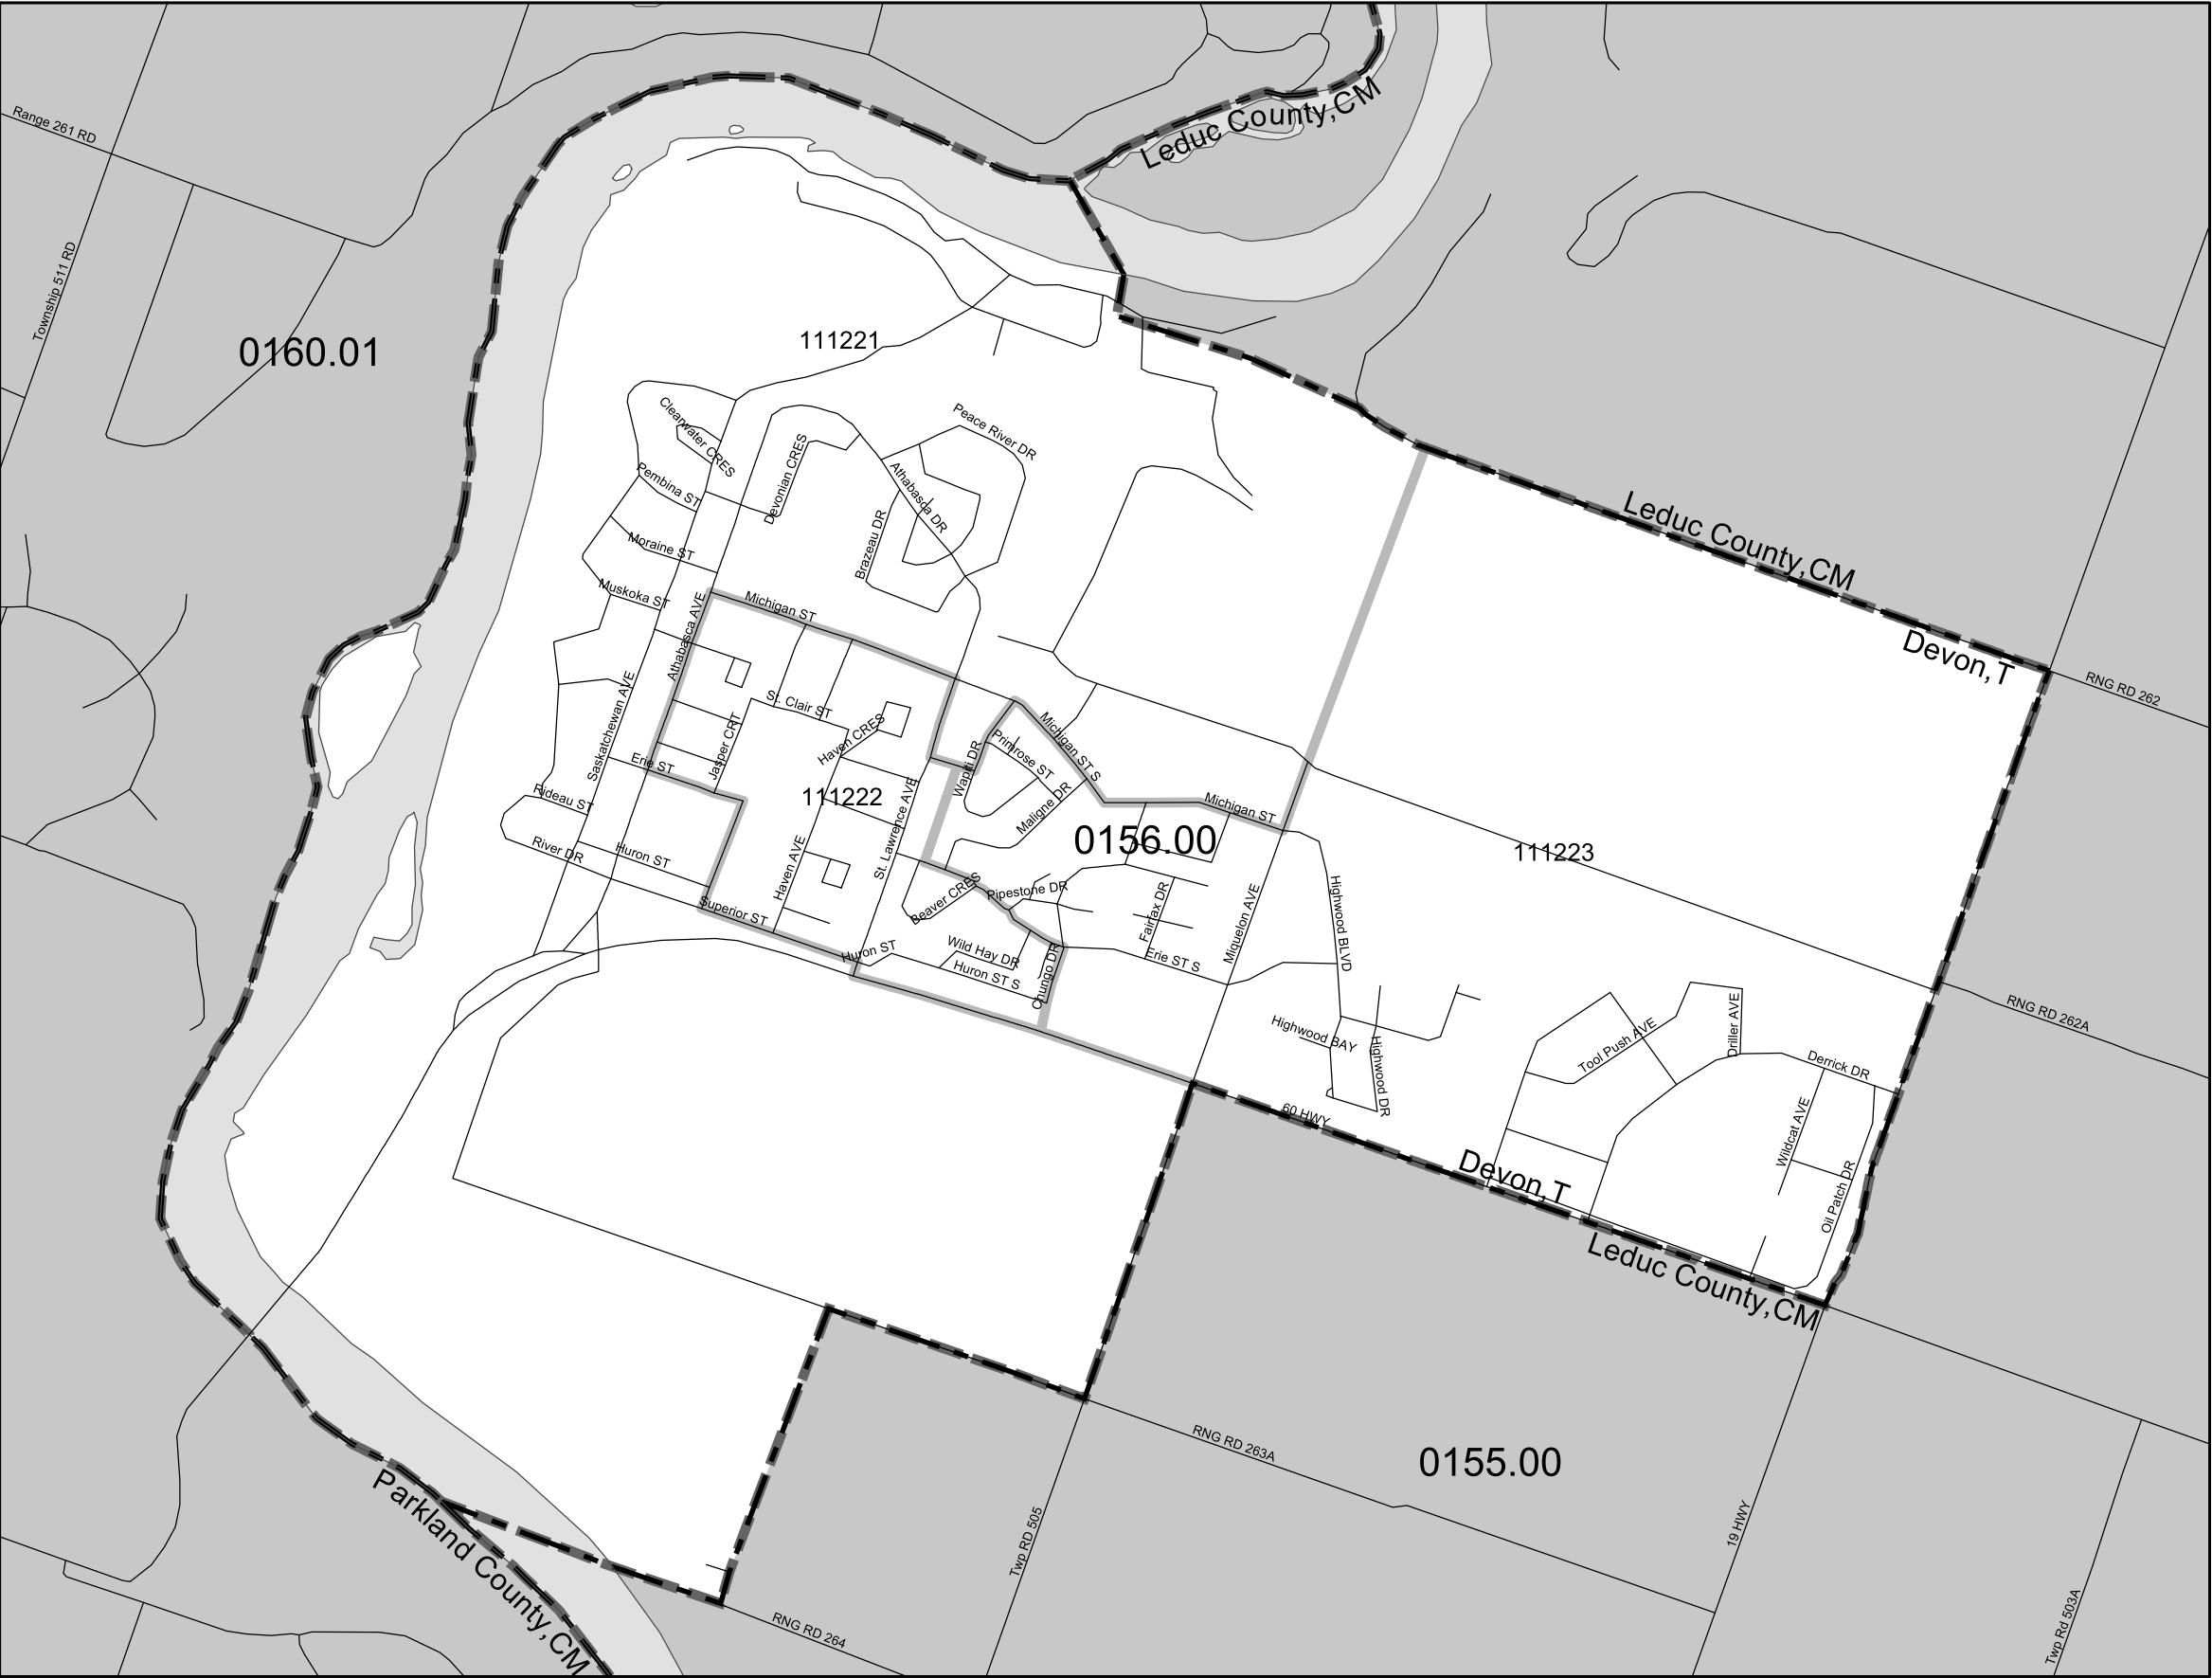 Leduc County,CM
Range 261 RD
Township 511 RD
0160.01
111221
Clearwater CRES
Peace River DR
Devonian CRES
Athabasca DR
Pembina ST
Brazeau DR
Moraine ST
Muskoka ST
Michigan ST
Athabasca AVE
Leduc County,CM
Devon,T
RNG RD 262
St. Clair ST
Saskatchewan AVE
Jasper CRT
Haven CRES
Michigan ST S
Primrose ST
Wapiti DR
Erie ST
Rideau ST
111222
St. Lawrence AVE
Maligne DR
Michigan ST
0156.00
111223
River DR
Huron ST
Haven AVE
Beaver CRES
Pipestone DR
Fairfax DR
Miquelon AVE
Highwood BLVD
Superior ST
Huron ST
Wild Hay DR
Huron ST S
Chungo DR
Erie ST S
RNG RD 262A
Highwood BAY
Highwood DR
Tool Push AVE
Driller AVE
Derrick DR
60 HWY
Wildcat AVE
Oil Patch DR
Devon,T
Leduc County,CM
RNG RD 263A
0155.00
Parkland County,CM
Twp RD 505
19 HWY
RNG RD 264
Twp Rd 503A